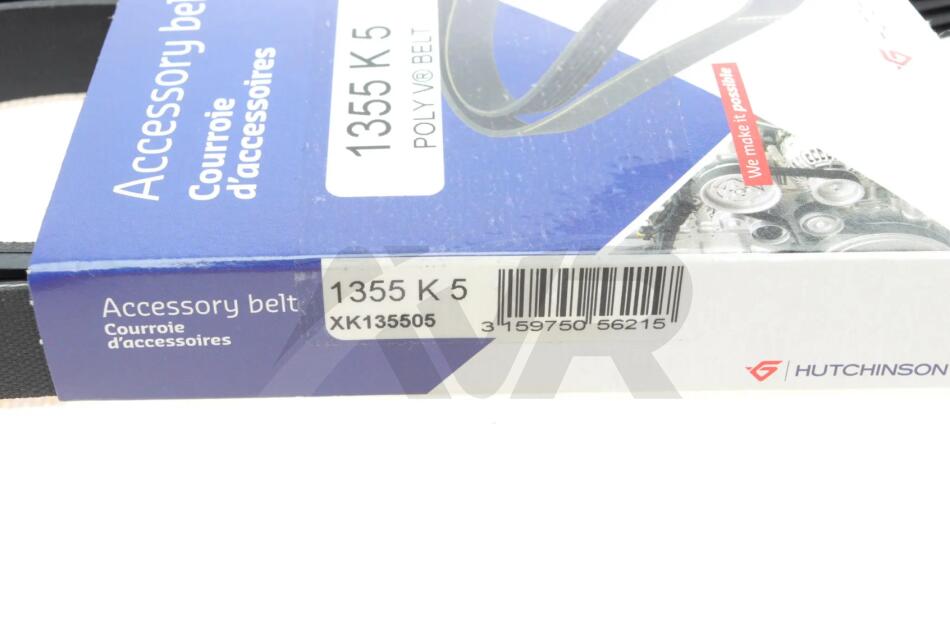 Accessory belt
Courroie
d'accessoires
1355 K 5
POLY V® BELT
We make it possible
Accessory belt
Courroie
d'accessoires
1355 K 5
XK135505
3 159750 56215
HUTCHINSON
AVR